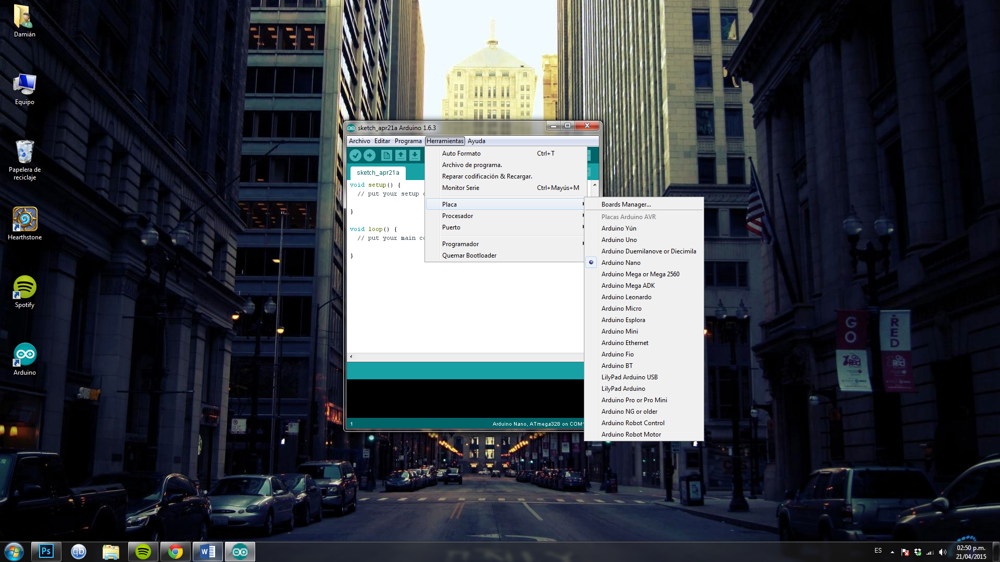 Damián
Equipo
Papelera de
reciclaje
Hearthstone
Spotify
Arduino
sketch_apr21a Arduino 1.6.3
Archivo Editar Programa Herramientas Ayuda
sketch_apr21a
void setup() {
// put your setup
}
void loop() {
// put your main
}
Auto Formato Ctrl+T
Archivo de programa.
Reparar codificación & Recargar.
Monitor Serie Ctrl+Mayús+M
Placa
Procesador
Puerto
Programador
Quemar Bootloader
Boards Manager...
Placas Arduino AVR
Arduino Yún
Arduino Uno
Arduino Duemilanove or Diecimila
Arduino Nano
Arduino Mega or Mega 2560
Arduino Mega ADK
Arduino Leonardo
Arduino Micro
Arduino Esplora
Arduino Mini
Arduino Ethernet
Arduino Fio
Arduino BT
LilyPad Arduino USB
LilyPad Arduino
Arduino Pro or Pro Mini
Arduino NG or older
Arduino Robot Control
Arduino Robot Motor
1 Arduino Nano, ATmega328 on COM
GO
RED
Ps
qb
W
ES
02:50 p.m.
21/04/2015